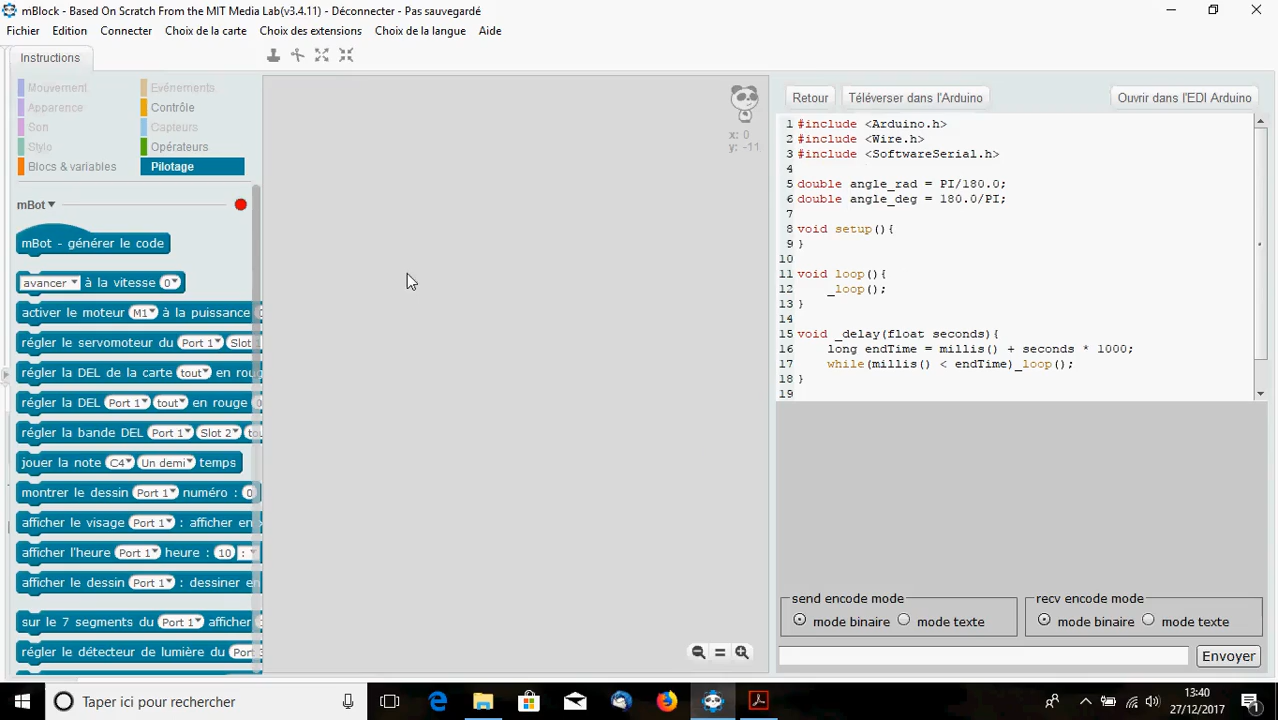 mBlock - Based On Scratch From the MIT Media Lab(v3.4.11) - Déconnecter - Pas sauvegardé
Fichier Edition Connecter Choix de la carte Choix des extensions Choix de la langue Aide
Instructions
Mouvement Evénements
Apparence Contrôle
Son Capteurs
Stylo Opérateurs
Blocs & variables Pilotage
mBot
mBot - générer le code
avancer à la vitesse 0
activer le moteur M1 à la puissance
régler le servomoteur du Port 1 Slot
régler la DEL de la carte tout en roug
régler la DEL Port 1 tout en rouge 0
régler la bande DEL Port 1 Slot 2 to
jouer la note C4 Un demi temps
montrer le dessin Port 1 numéro : 0
afficher le visage Port 1 : afficher en
afficher l'heure Port 1 heure : 10 :
afficher le dessin Port 1 : dessiner en
sur le 7 segments du Port 1 afficher
régler le détecteur de lumière du Port
x: 0
y: -11
Retour Téléverser dans l'Arduino Ouvrir dans l'EDI Arduino
1 #include <Arduino.h>
2 #include <Wire.h>
3 #include <SoftwareSerial.h>
4
5 double angle_rad = PI/180.0;
6 double angle_deg = 180.0/PI;
7
8 void setup(){
9 }
10
11 void loop(){
12 _loop();
13 }
14
15 void _delay(float seconds){
16 long endTime = millis() + seconds * 1000;
17 while(millis() < endTime)_loop();
18 }
19
send encode mode recv encode mode
mode binaire mode texte mode binaire mode texte
Envoyer
Taper ici pour rechercher
13:40
27/12/2017
1